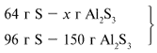 64 r S – x r Al₂S₃
96 r S – 150 r Al₂S₃